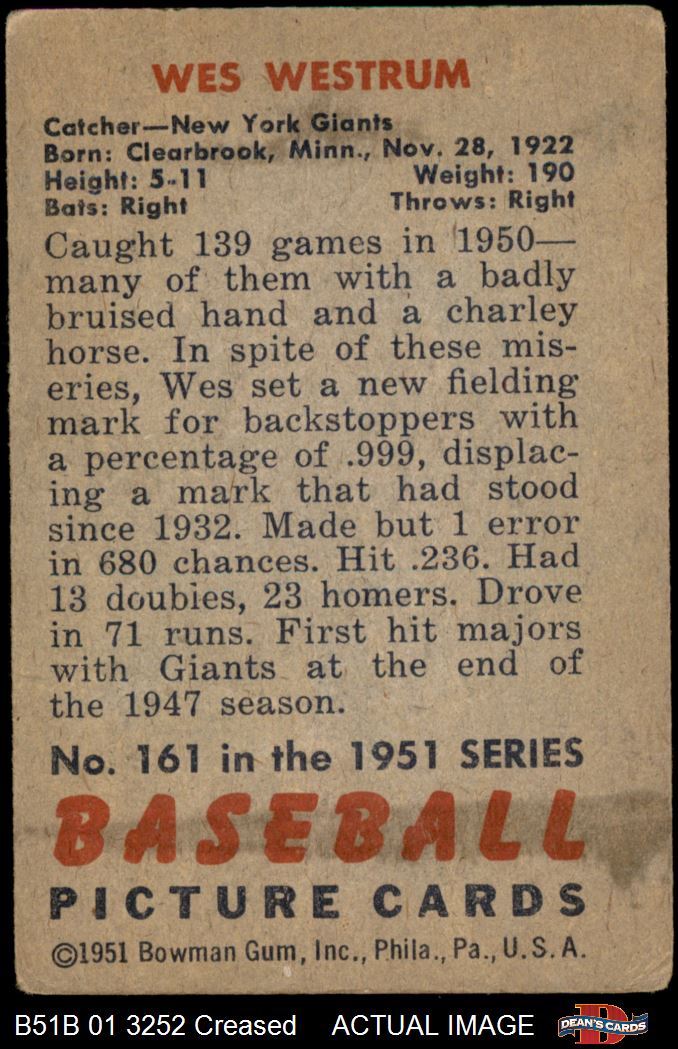 WES WESTRUM
Catcher—New York Giants
Born: Clearbrook, Minn., Nov. 28, 1922
Height: 5-11 Weight: 190
Bats: Right Throws: Right
Caught 139 games in 1950—
many of them with a badly
bruised hand and a charley
horse. In spite of these mis-
eries, Wes set a new fielding
mark for backstoppers with
a percentage of .999, displac-
ing a mark that had stood
since 1932. Made but 1 error
in 680 chances. Hit .236. Had
13 doubies, 23 homers. Drove
in 71 runs. First hit majors
with Giants at the end of
the 1947 season.
No. 161 in the 1951 SERIES
BASEBALL
PICTURE CARDS
©1951 Bowman Gum, Inc., Phila., Pa., U.S.A.
B51B 01 3252 Creased ACTUAL IMAGE DEAN'S CARDS